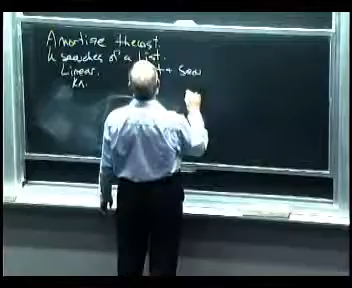 Amortize the cost.
k searches of a list.
Linear.
kn.